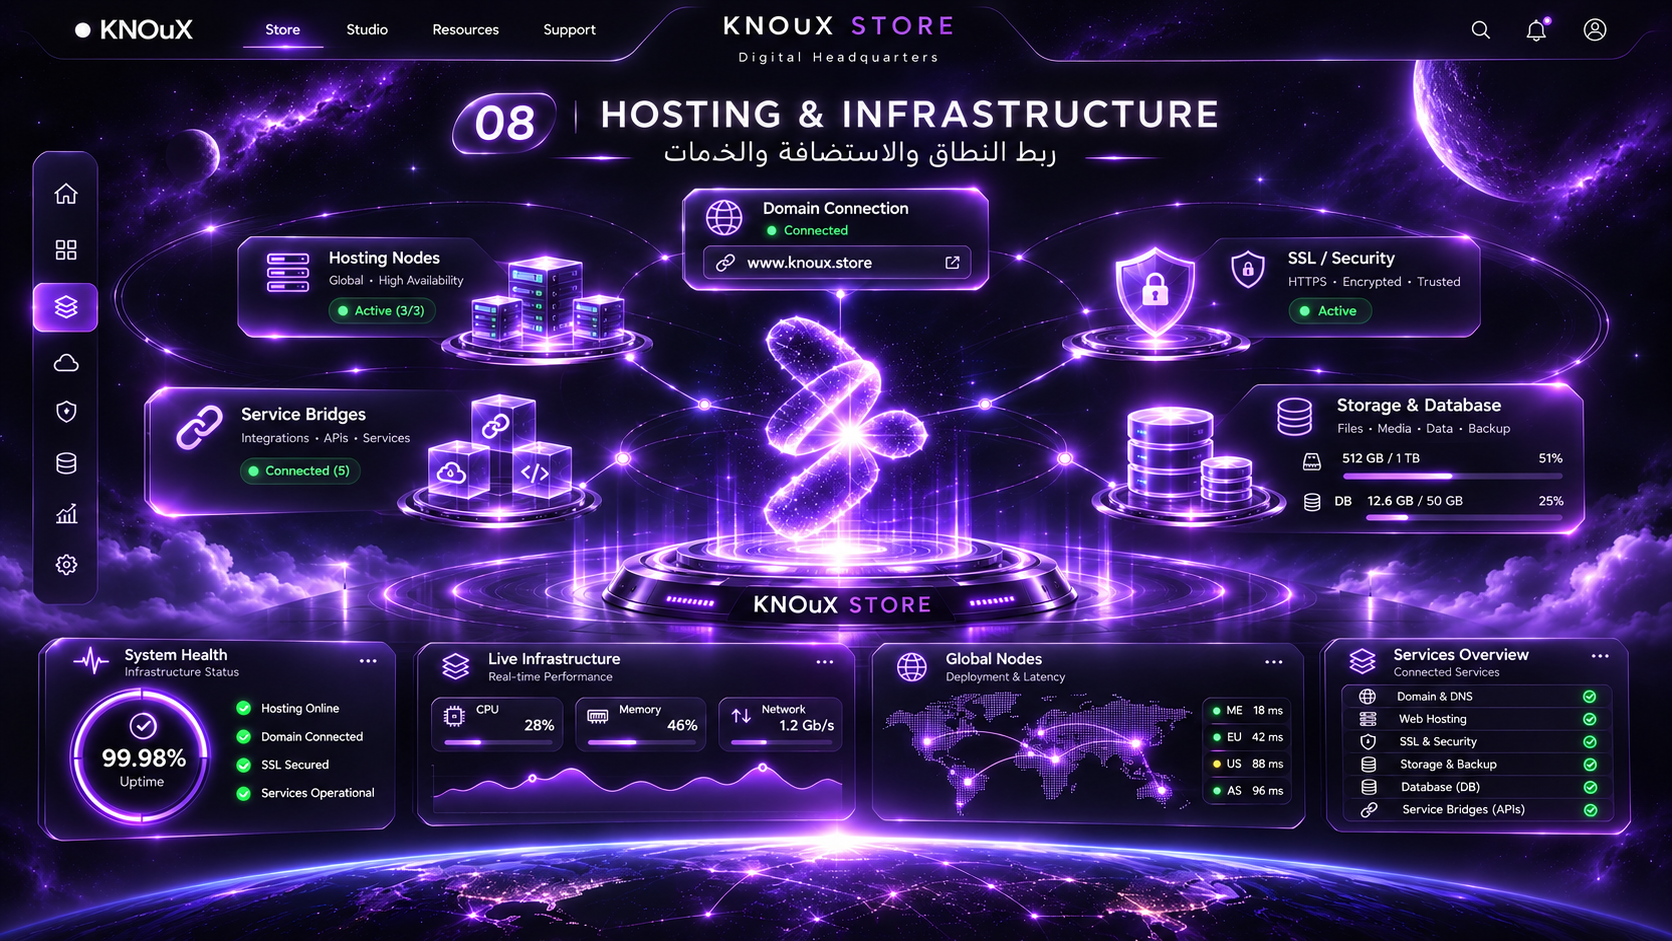 KNOuX
Store
Studio
Resources
Support
KNOUX STORE
Digital Headquarters
08
HOSTING & INFRASTRUCTURE
ربط النطاق والاستضافة والخدمات
Domain Connection
Connected
www.knoux.store
Hosting Nodes
Global • High Availability
Active (3/3)
SSL / Security
HTTPS • Encrypted • Trusted
Active
Service Bridges
Integrations • APIs • Services
Connected (5)
</>
Storage & Database
Files • Media • Data • Backup
512 GB / 1 TB 51%
DB 12.6 GB / 50 GB 25%
KNOuX STORE
System Health
Infrastructure Status
99.98%
Uptime
Hosting Online
Domain Connected
SSL Secured
Services Operational
Live Infrastructure
Real-time Performance
CPU
28%
Memory
46%
Network
1.2 Gb/s
Global Nodes
Deployment & Latency
ME 18 ms
EU 42 ms
US 88 ms
AS 96 ms
Services Overview
Connected Services
Domain & DNS
Web Hosting
SSL & Security
Storage & Backup
Database (DB)
Service Bridges (APIs)